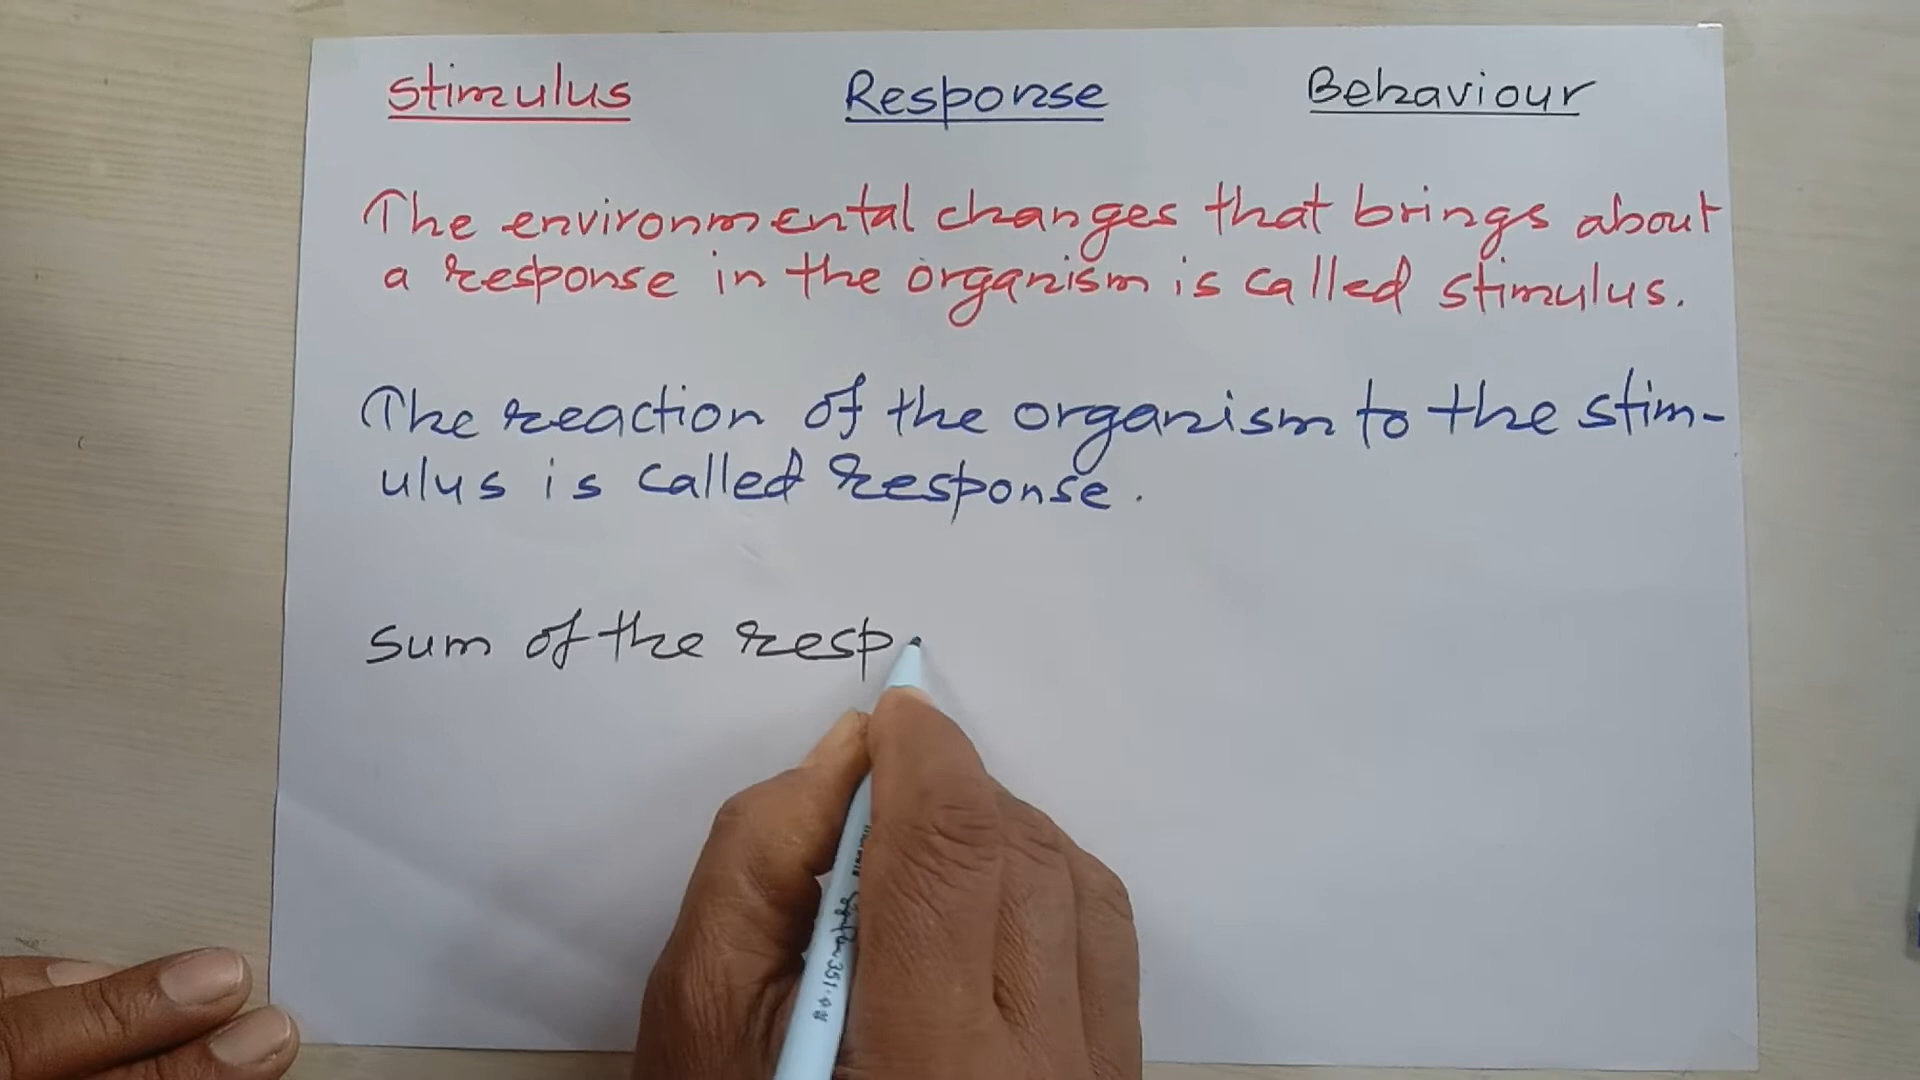 Stimulus Response Behaviour
The environmental changes that brings about
a response in the organism is called stimulus.
The reaction of the organism to the stim-
ulus is called response.
Sum of the resp